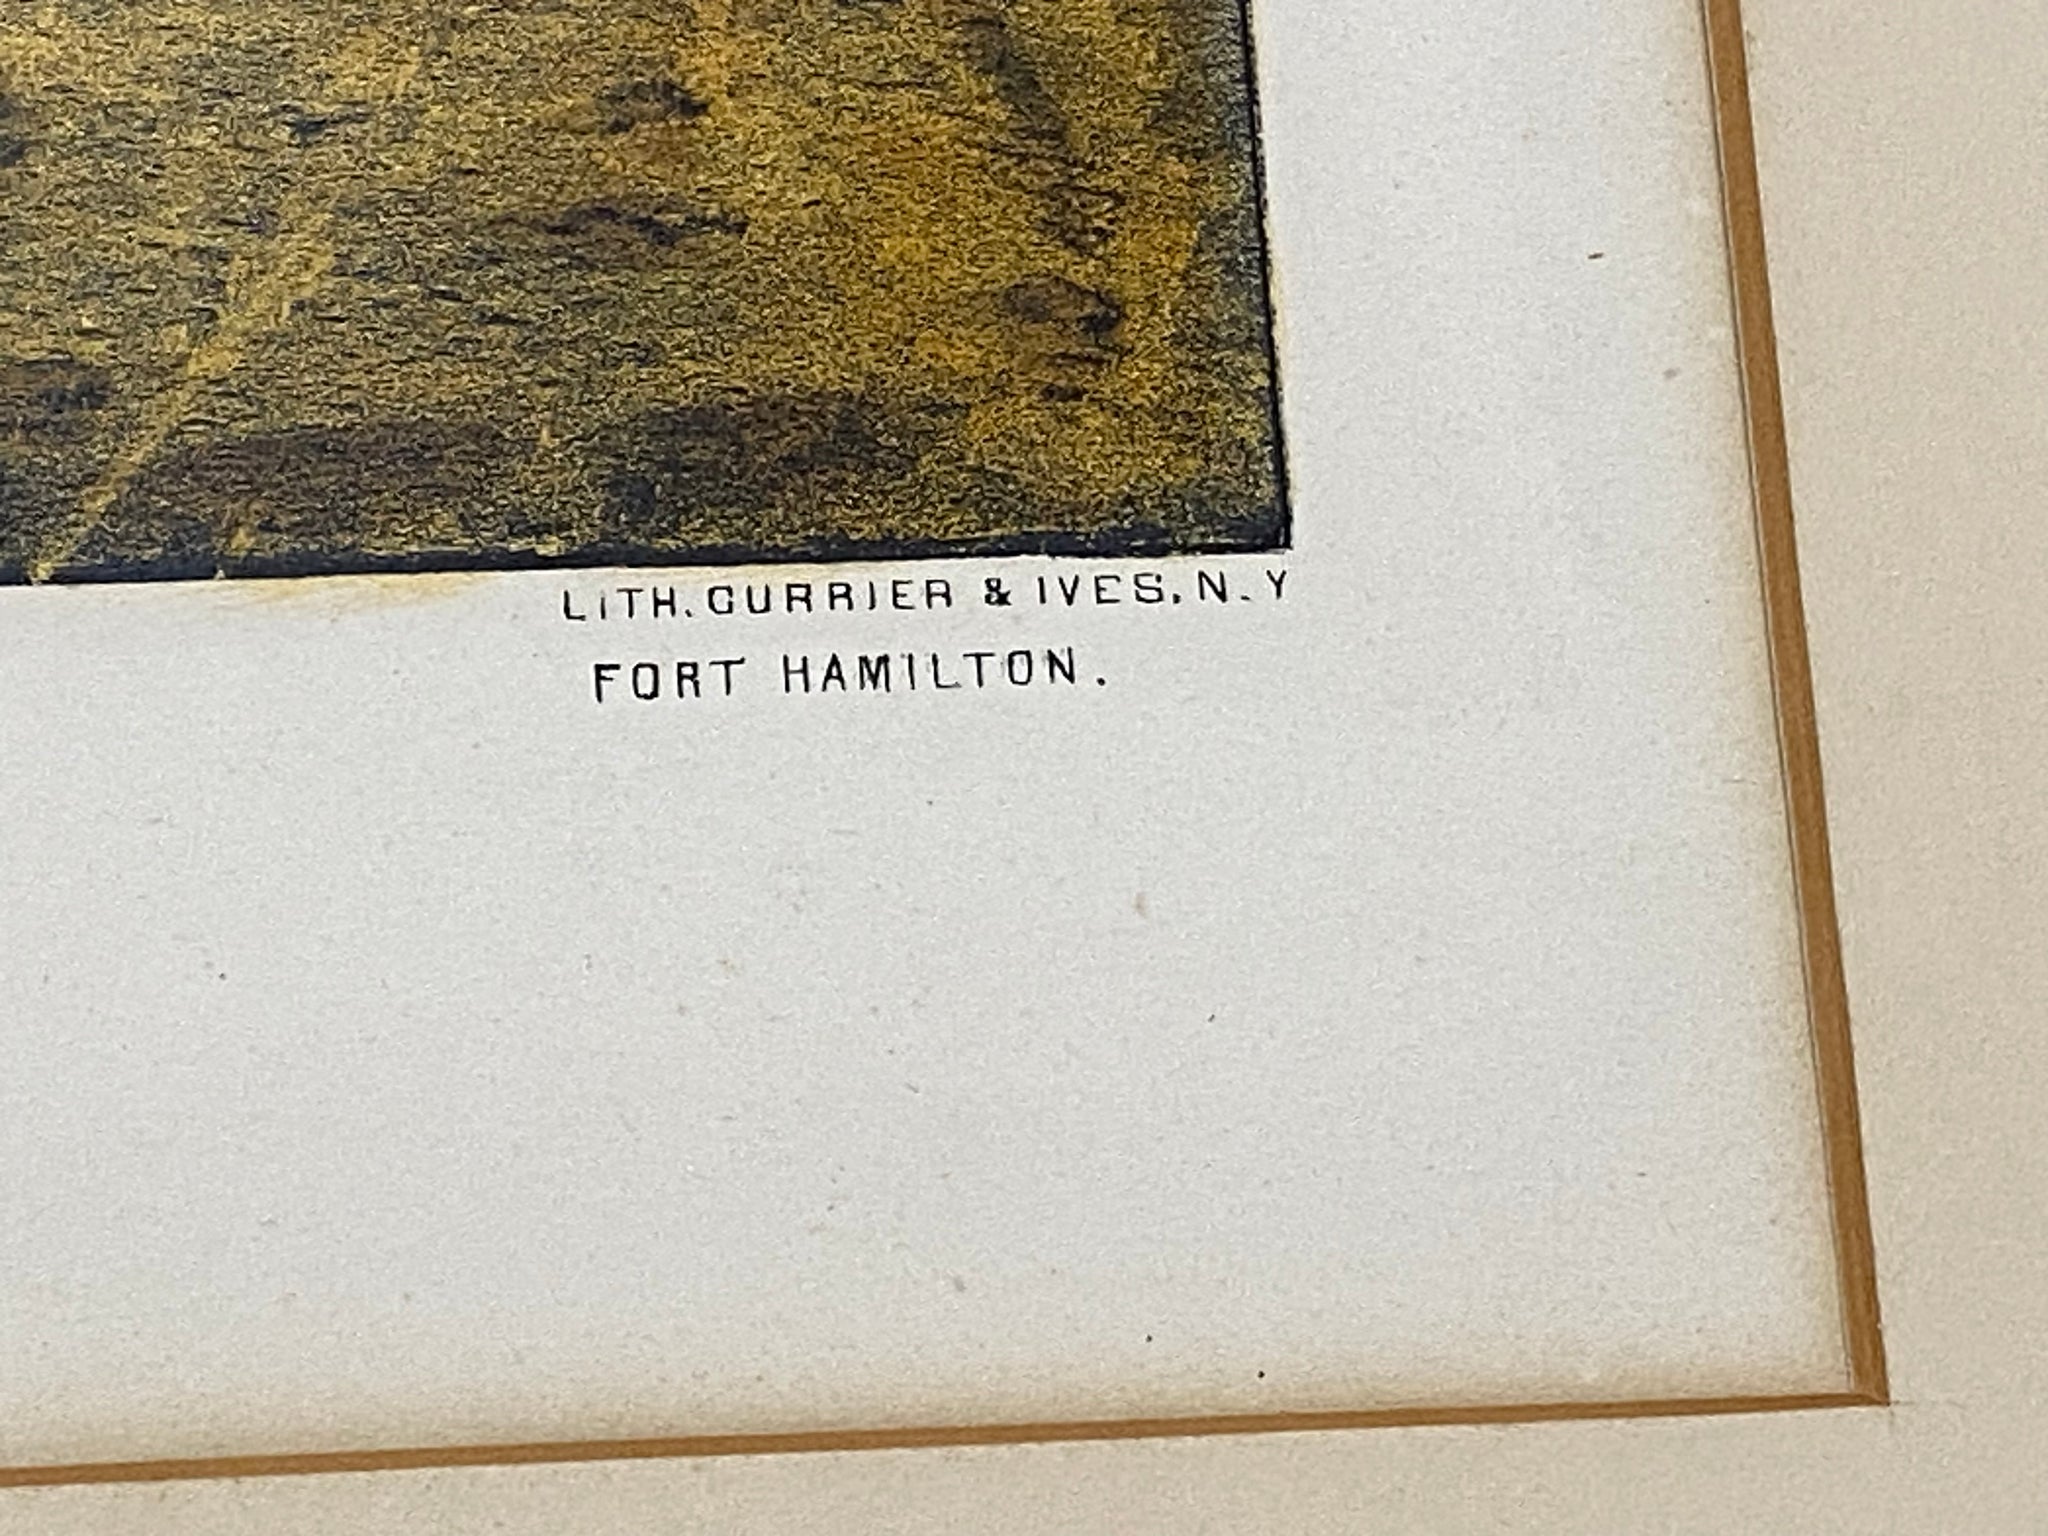 LITH. CURRIER & IVES. N. Y
FORT HAMILTON.